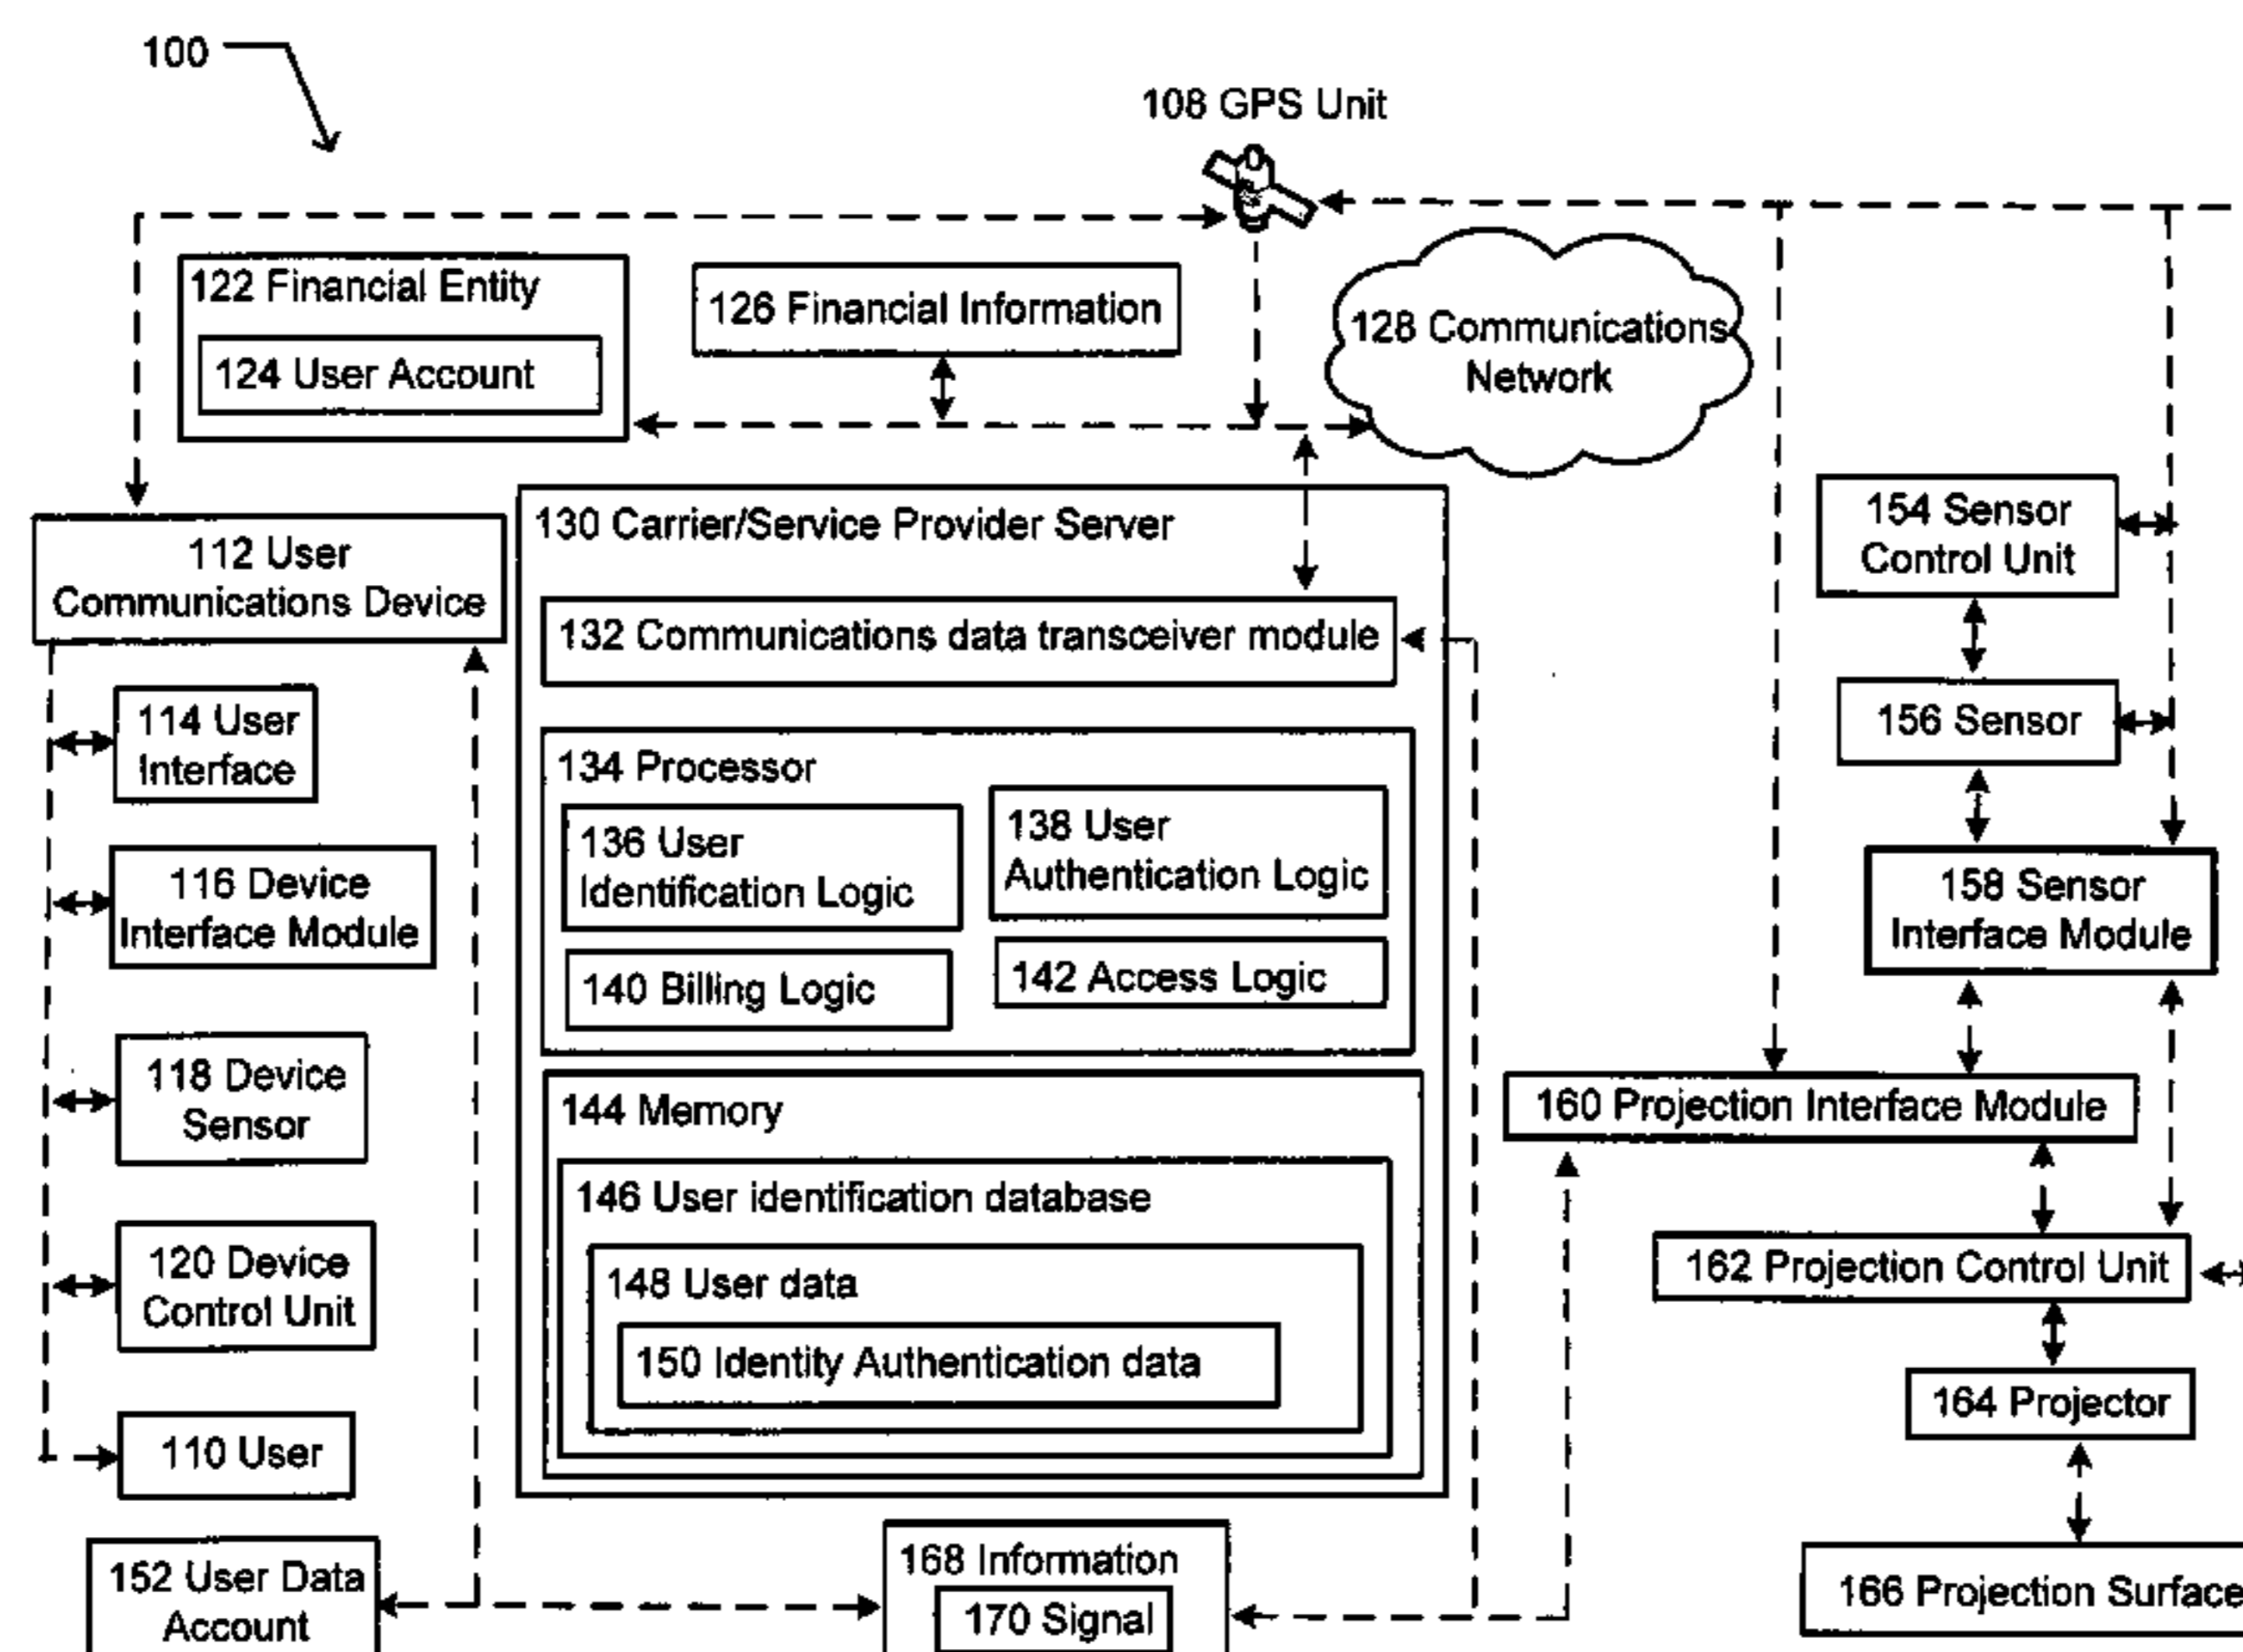 100
108 GPS Unit
122 Financial Entity
124 User Account
126 Financial Information
128 Communications
Network
112 User
Communications Device
114 User
Interface
116 Device
Interface Module
118 Device
Sensor
120 Device
Control Unit
110 User
152 User Data
Account
130 Carrier/Service Provider Server
132 Communications data transceiver module
134 Processor
136 User
Identification Logic
138 User
Authentication Logic
140 Billing Logic
142 Access Logic
144 Memory
146 User identification database
148 User data
150 Identity Authentication data
168 Information
170 Signal
154 Sensor
Control Unit
156 Sensor
158 Sensor
Interface Module
160 Projection Interface Module
162 Projection Control Unit
164 Projector
166 Projection Surface